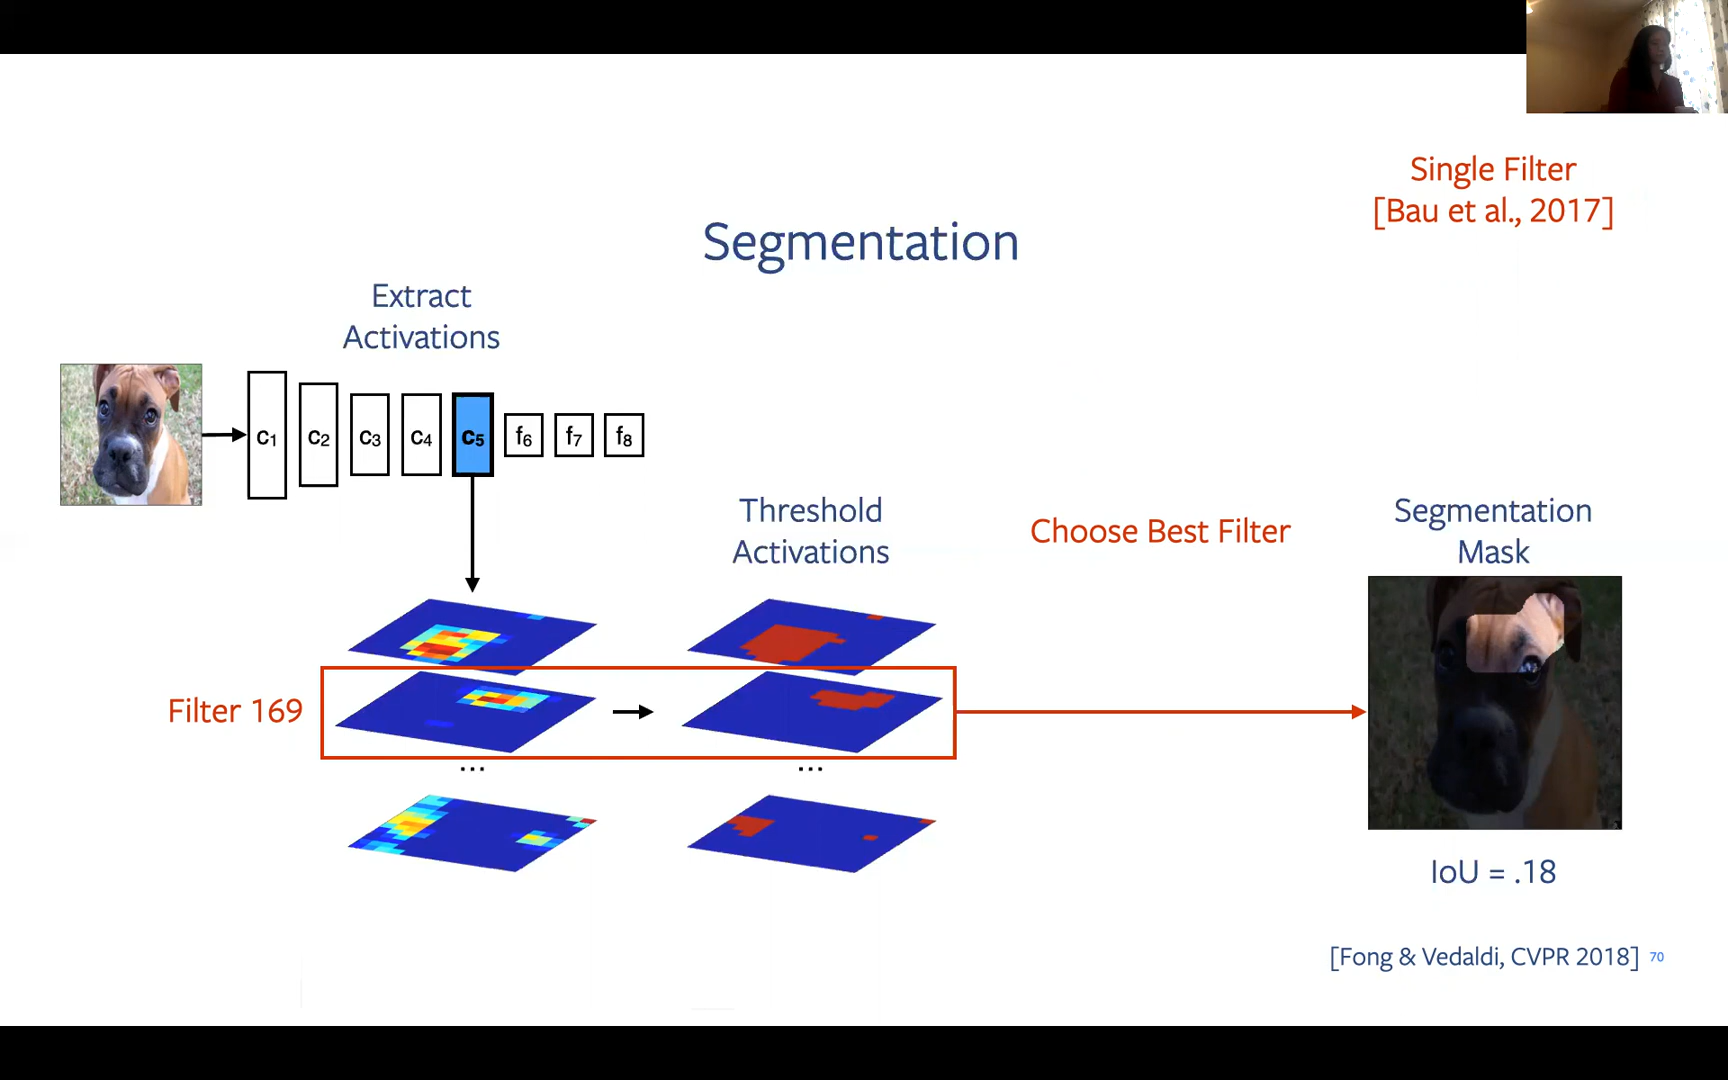 Single Filter
[Bau et al., 2017]
Segmentation
Extract
Activations
c1 c2 c3 c4 c5 f6 f7 f8
Threshold
Activations
Choose Best Filter
Segmentation
Mask
Filter 169
...
...
IoU = .18
[Fong & Vedaldi, CVPR 2018] 70